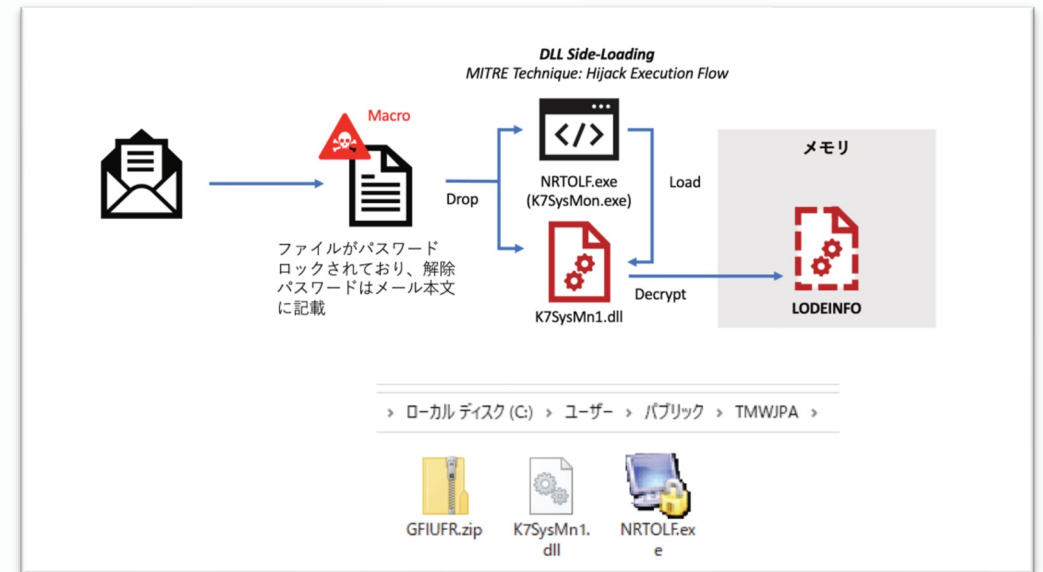 DLL Side-Loading
MITRE Technique: Hijack Execution Flow
Macro
メモリ
NRTOLF.exe
(K7SysMon.exe)
Drop
Load
ファイルがパスワード
ロックされており、解除
パスワードはメール本文
に記載
K7SysMn1.dll
Decrypt
LODEINFO
› ローカル ディスク (C:) › ユーザー › パブリック › TMWJPA ›
GFIUFR.zip
K7SysMn1.
dll
NRTOLF.ex
e